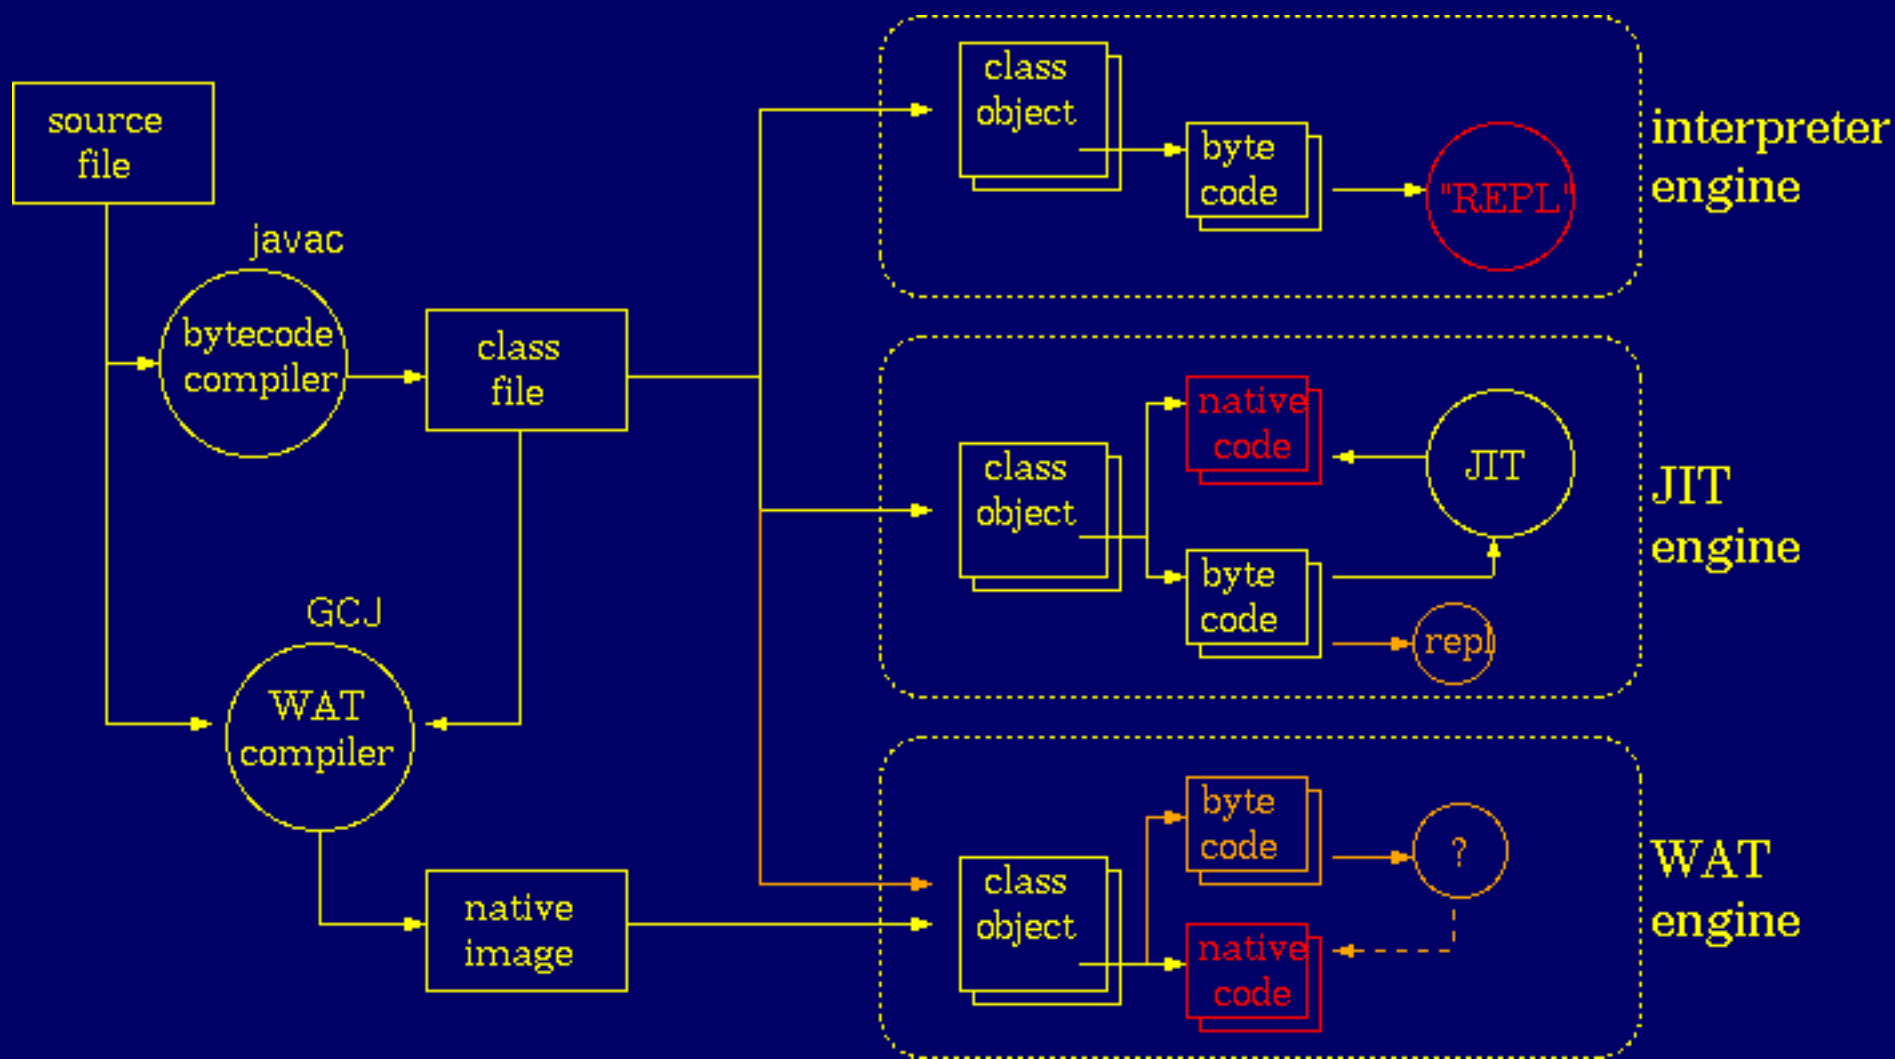 source
file
javac
bytecode
compiler
class
file
GCJ
WAT
compiler
native
image
class
object
byte
code
"REPL"
interpreter
engine
class
object
native
code
byte
code
JIT
repl
JIT
engine
class
object
byte
code
?
native
code
WAT
engine